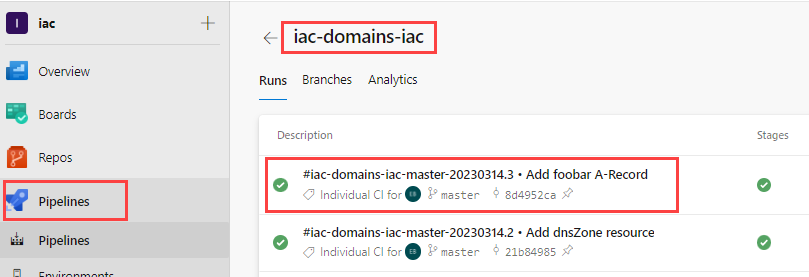 I iac +
Overview
Boards
Repos
Pipelines
Pipelines
Environments
← iac-domains-iac
Runs Branches Analytics
Description Stages
#iac-domains-iac-master-20230314.3 • Add foobar A-Record
Individual CI for EB master 8d4952ca
#iac-domains-iac-master-20230314.2 • Add dnsZone resource
Individual CI for EB master 21b84985